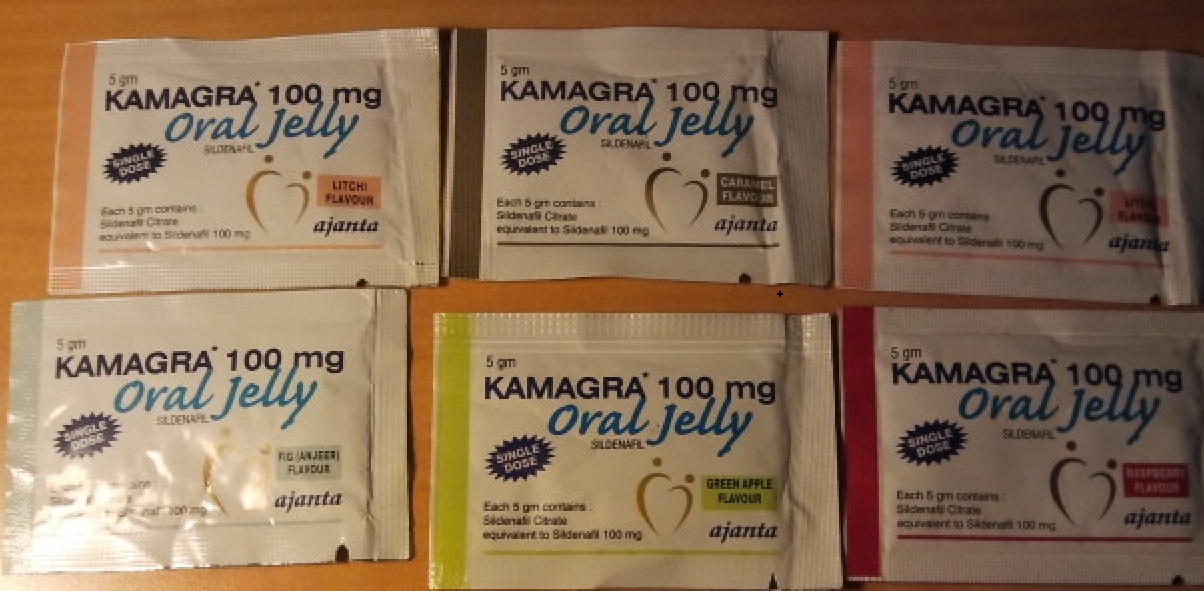 5 gm
KAMAGRA* 100 mg
Oral Jelly
SILDENAFIL
SINGLE
DOSE
LITCHI
FLAVOUR
Each 5 gm contains :
Sildenafil Citrate
equivalent to Sildenafil 100 mg
ajanta
5 gm
KAMAGRA* 100 mg
Oral Jelly
SILDENAFIL
SINGLE
DOSE
CARAMEL
FLAVOUR
Each 5 gm contains :
Sildenafil Citrate
equivalent to Sildenafil 100 mg
ajanta
5 gm
KAMAGRA* 100 mg
Oral Jelly
SILDENAFIL
SINGLE
DOSE
LITCHI
FLAVOUR
Each 5 gm contains :
Sildenafil Citrate
equivalent to Sildenafil 100 mg
ajanta
5 gm
KAMAGRA* 100 mg
Oral Jelly
SILDENAFIL
SINGLE
DOSE
FIG (ANJEER)
FLAVOUR
100 mg
ajanta
5 gm
KAMAGRA* 100 mg
Oral Jelly
SILDENAFIL
SINGLE
DOSE
GREEN APPLE
FLAVOUR
Each 5 gm contains :
Sildenafil Citrate
equivalent to Sildenafil 100 mg
ajanta
5 gm
KAMAGRA* 100 mg
Oral Jelly
SILDENAFIL
SINGLE
DOSE
RASPBERRY
FLAVOUR
Each 5 gm contains :
Sildenafil Citrate
equivalent to Sildenafil 100 mg
ajanta